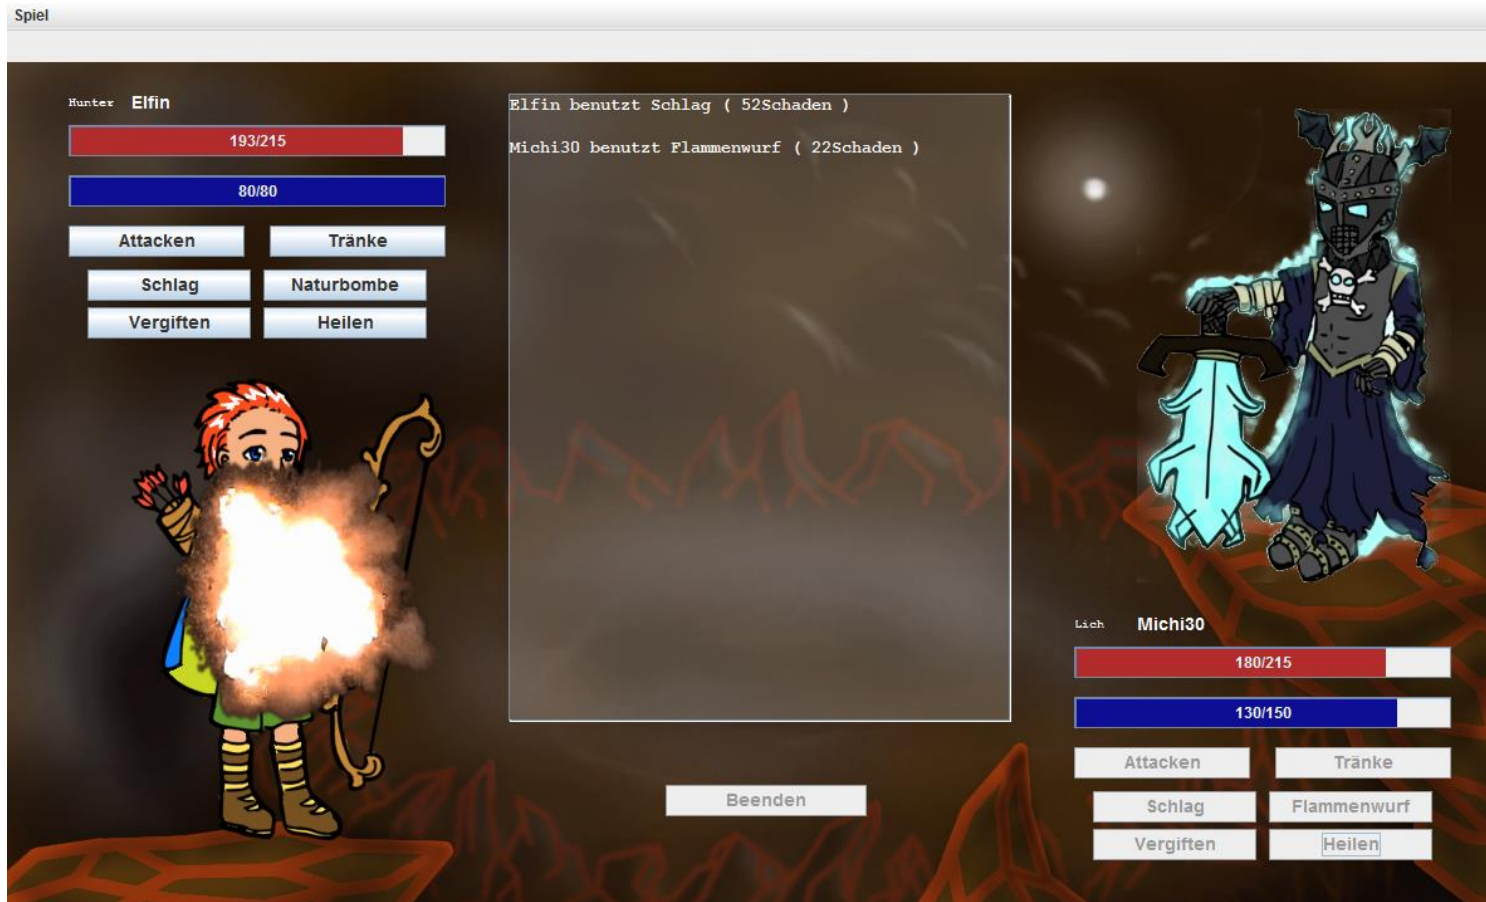 Spiel
Hunter Elfin
193/215
80/80
Attacken Tränke
Schlag Naturbombe
Vergiften Heilen
Elfin benutzt Schlag ( 52Schaden )
Michi30 benutzt Flammenwurf ( 22Schaden )
Lich Michi30
180/215
130/150
Attacken Tränke
Schlag Flammenwurf
Vergiften Heilen
Beenden